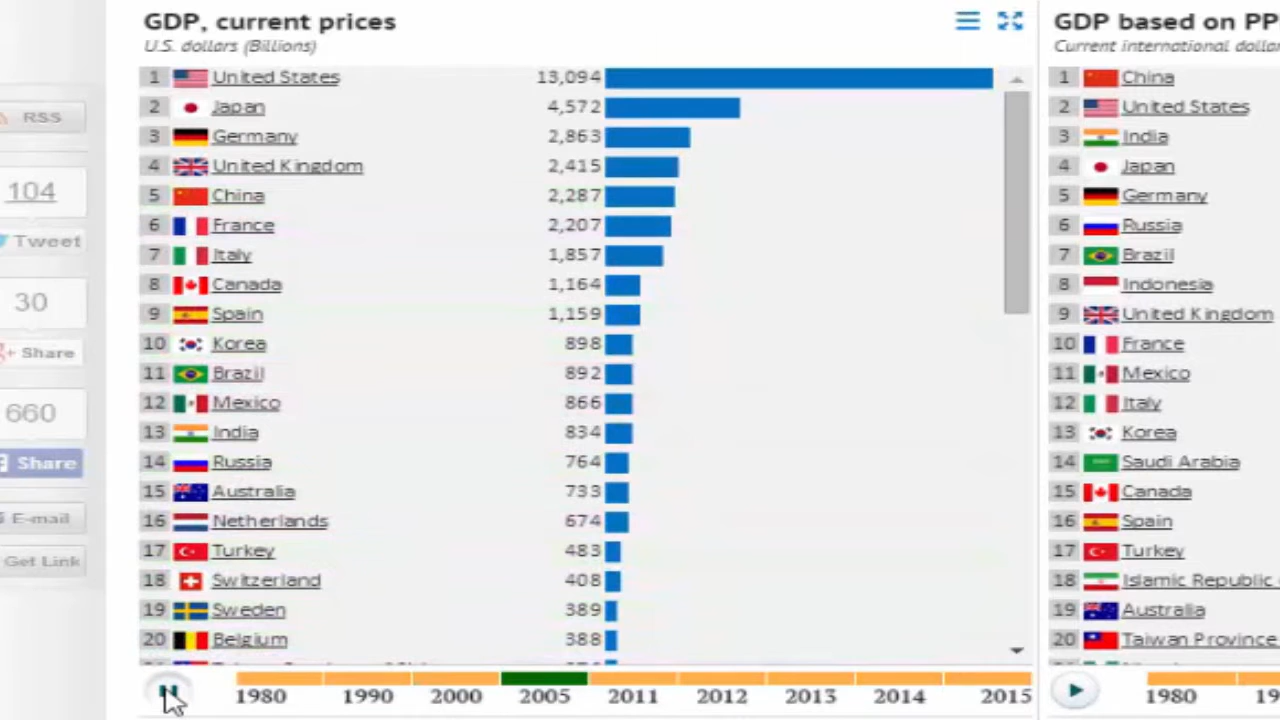 GDP, current prices
U.S. dollars (Billions)
1 United States 13,094
2 Japan 4,572
3 Germany 2,863
4 United Kingdom 2,415
5 China 2,287
6 France 2,207
7 Italy 1,857
8 Canada 1,164
9 Spain 1,159
10 Korea 898
11 Brazil 892
12 Mexico 866
13 India 834
14 Russia 764
15 Australia 733
16 Netherlands 674
17 Turkey 483
18 Switzerland 408
19 Sweden 389
20 Belgium 388
1980 1990 2000 2005 2011 2012 2013 2014 2015
GDP based on PP
Current international dolla
1 China
2 United States
3 India
4 Japan
5 Germany
6 Russia
7 Brazil
8 Indonesia
9 United Kingdom
10 France
11 Mexico
12 Italy
13 Korea
14 Saudi Arabia
15 Canada
16 Spain
17 Turkey
18 Islamic Republic
19 Australia
20 Taiwan Province
1980 19
RSS
104
Tweet
30
+ Share
660
Share
E-mail
Get Link